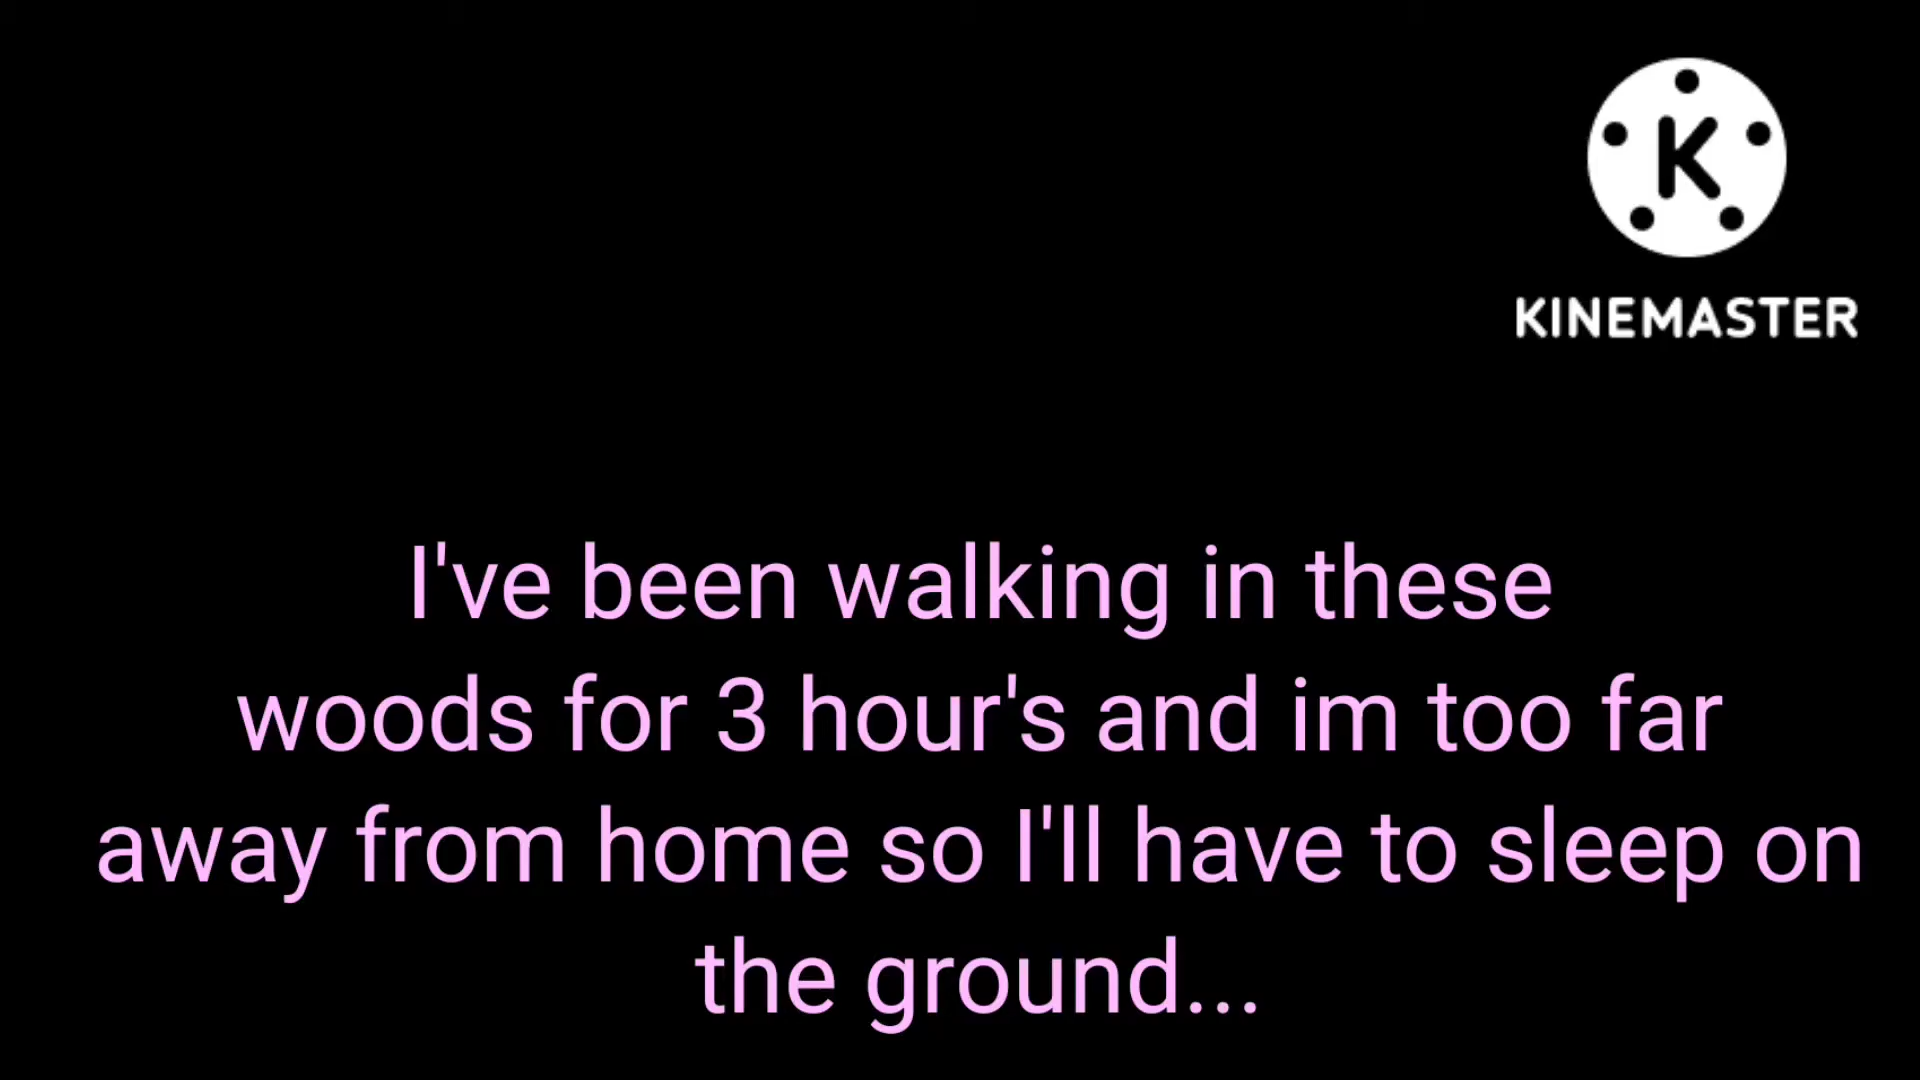 K
KINEMASTER
I've been walking in these
woods for 3 hour's and im too far
away from home so I'll have to sleep on
the ground...